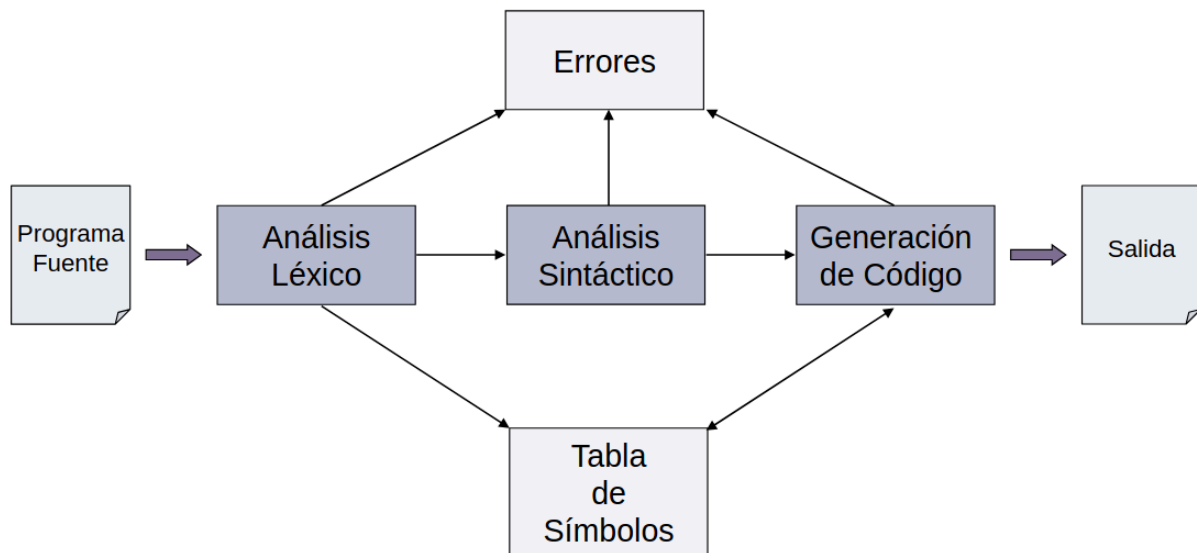 Errores
Programa
Fuente
Análisis
Léxico
Análisis
Sintáctico
Generación
de Código
Salida
Tabla
de
Símbolos